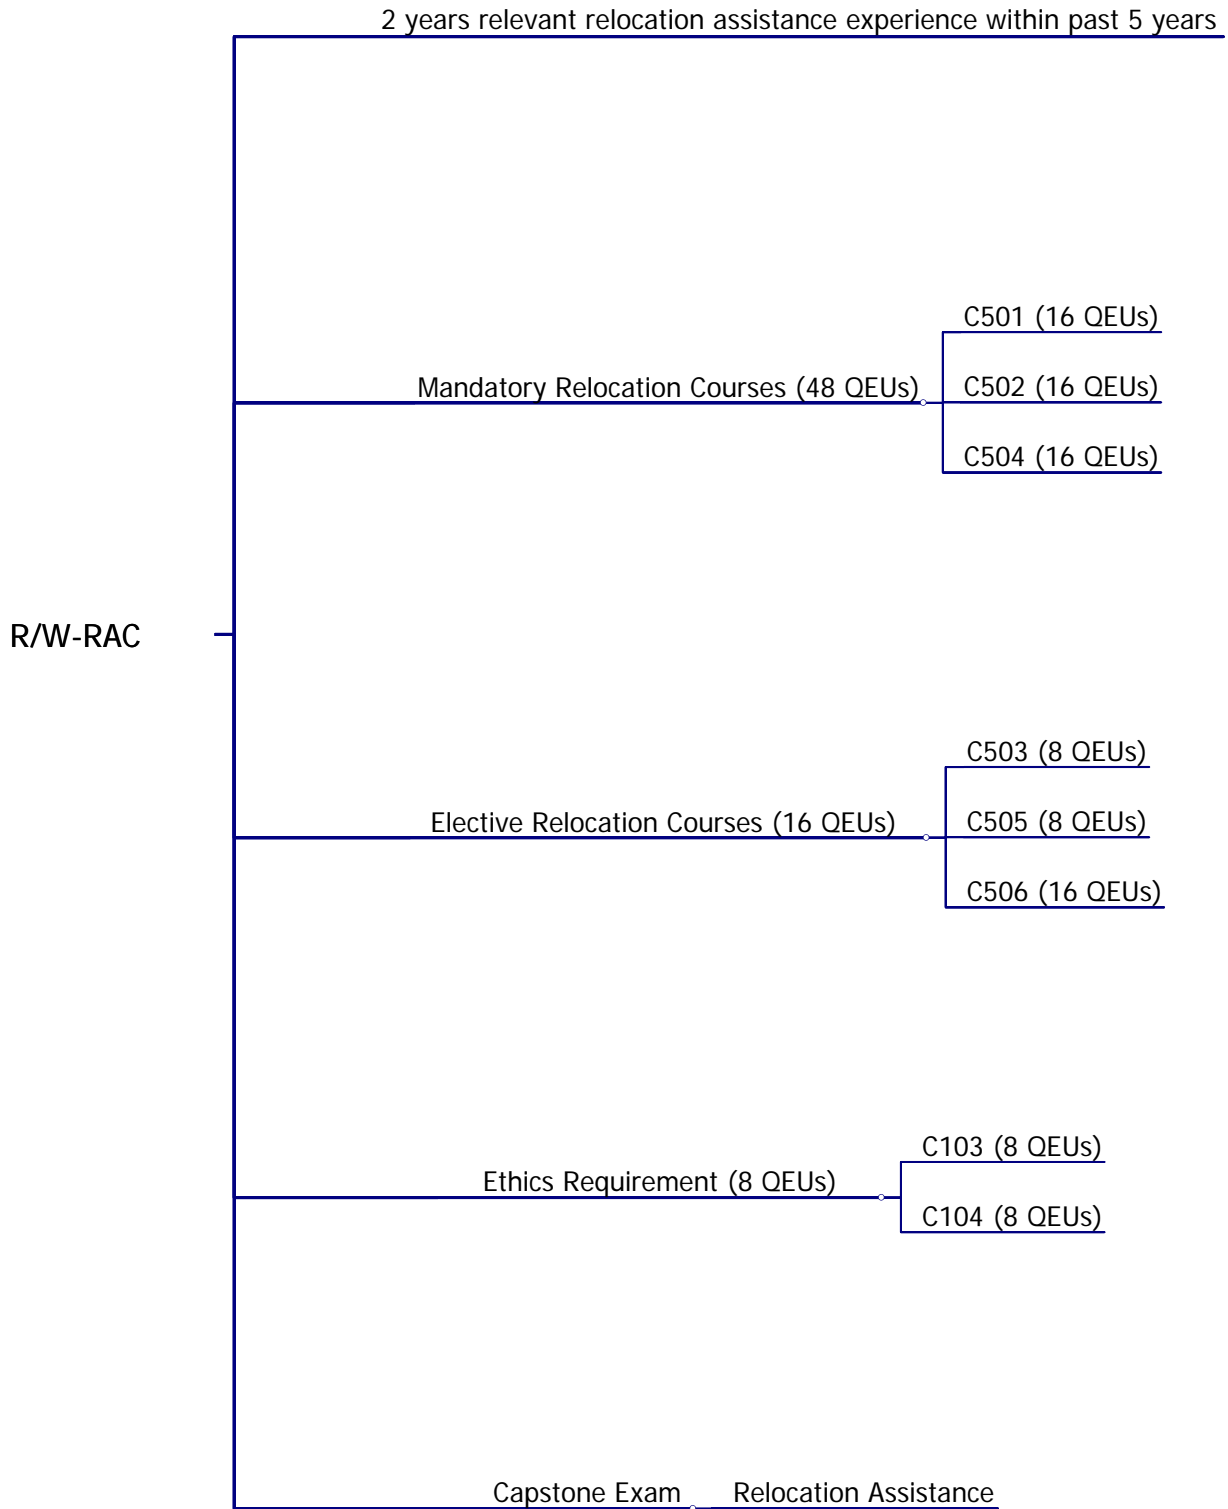 2 years relevant relocation assistance experience within past 5 years
C501 (16 QEUs)
Mandatory Relocation Courses (48 QEUs)
C502 (16 QEUs)
C504 (16 QEUs)
R/W-RAC
C503 (8 QEUs)
Elective Relocation Courses (16 QEUs)
C505 (8 QEUs)
C506 (16 QEUs)
C103 (8 QEUs)
Ethics Requirement (8 QEUs)
C104 (8 QEUs)
Capstone Exam
Relocation Assistance